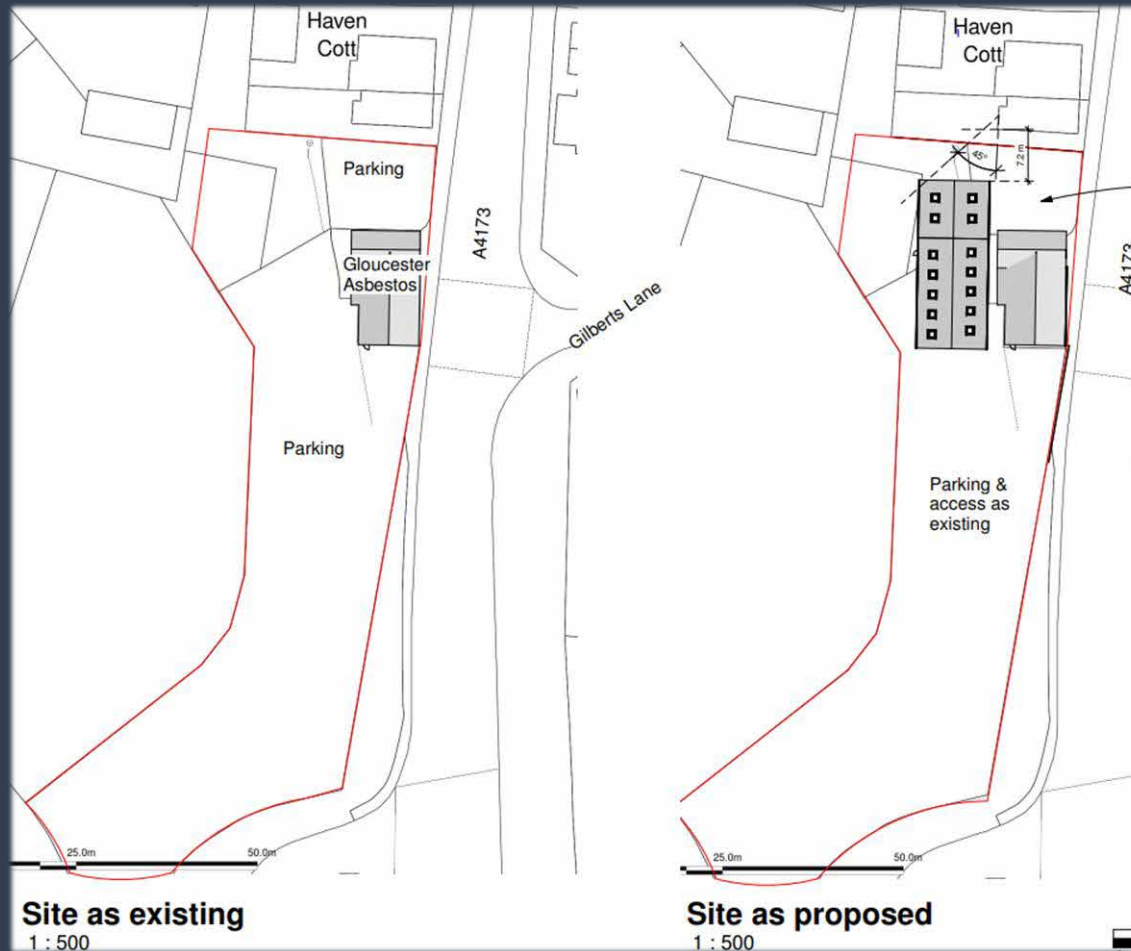 Haven
Cott
Parking
A4173
Gloucester
Asbestos
Gilberts Lane
Parking
25.0m
50.0m
Site as existing
1 : 500
Haven
Cott
45°
7.2 m
A4173
Parking &
access as
existing
25.0m
50.0m
Site as proposed
1 : 500